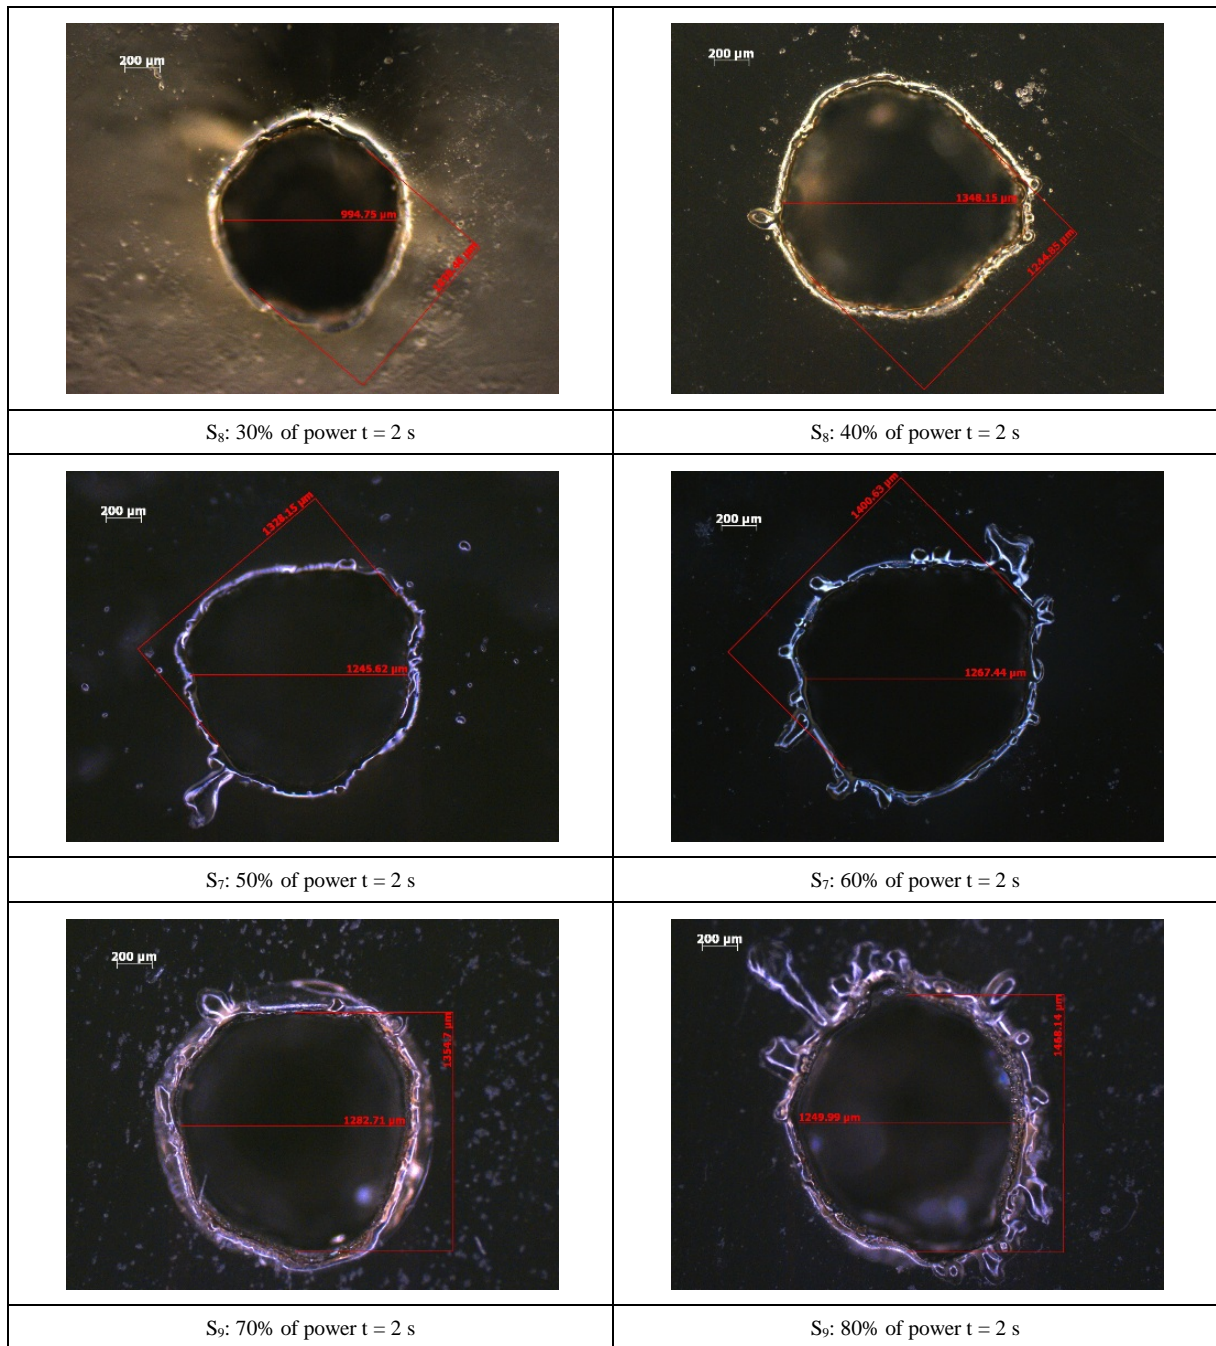 200 µm
994.75 µm
200 µm
1348.15 µm
1244.85 µm
S₈: 30% of power t = 2 s
S₈: 40% of power t = 2 s
200 µm
1328.15 µm
1245.62 µm
200 µm
1400.63 µm
1267.44 µm
S₇: 50% of power t = 2 s
S₇: 60% of power t = 2 s
200 µm
1354.7 µm
1282.71 µm
200 µm
1468.14 µm
1249.99 µm
S₉: 70% of power t = 2 s
S₉: 80% of power t = 2 s